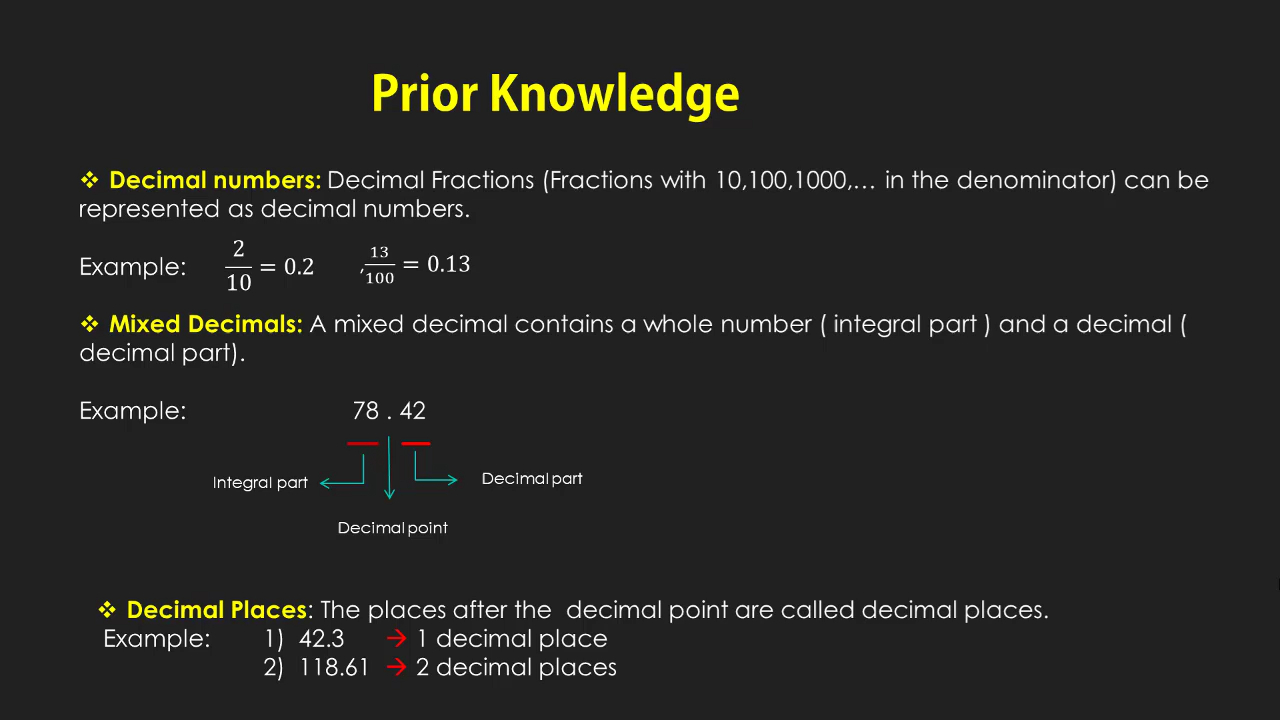 Prior Knowledge
❖ Decimal numbers: Decimal Fractions (Fractions with 10,100,1000,… in the denominator) can be
represented as decimal numbers.
Example: 2/10 = 0.2 ,13/100 = 0.13
❖ Mixed Decimals: A mixed decimal contains a whole number ( integral part ) and a decimal (
decimal part).
Example: 78 . 42
Integral part Decimal part
Decimal point
❖ Decimal Places: The places after the decimal point are called decimal places.
Example: 1) 42.3 → 1 decimal place
2) 118.61 → 2 decimal places